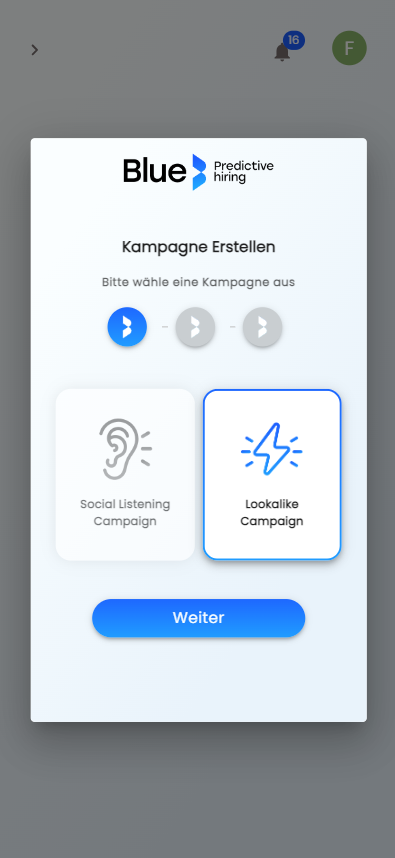 16
F
Blue
Predictive
hiring
Kampagne Erstellen
Bitte wähle eine Kampagne aus
Social Listening
Campaign
Lookalike
Campaign
Weiter